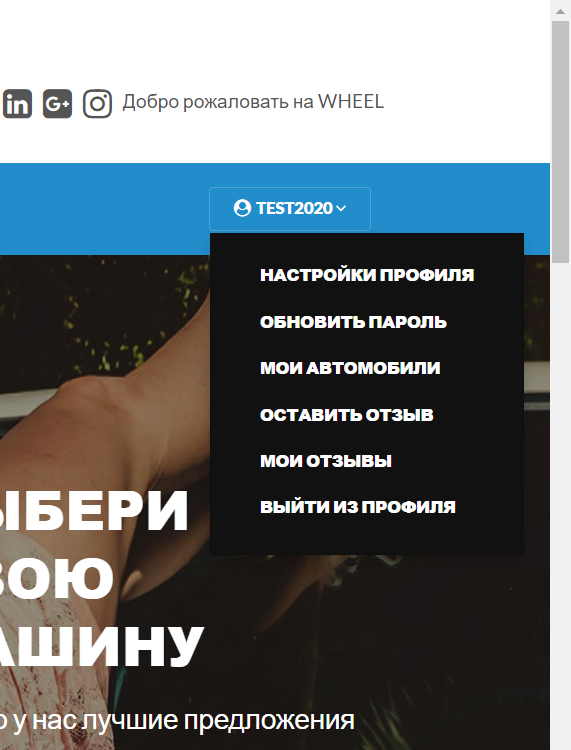 Добро рожаловать на WHEEL
TEST2020
НАСТРОЙКИ ПРОФИЛЯ
ОБНОВИТЬ ПАРОЛЬ
МОИ АВТОМОБИЛИ
ОСТАВИТЬ ОТЗЫВ
МОИ ОТЗЫВЫ
ВЫЙТИ ИЗ ПРОФИЛЯ
ЫБЕРИ
ВОЮ
АШИНУ
о у нас лучшие предложения